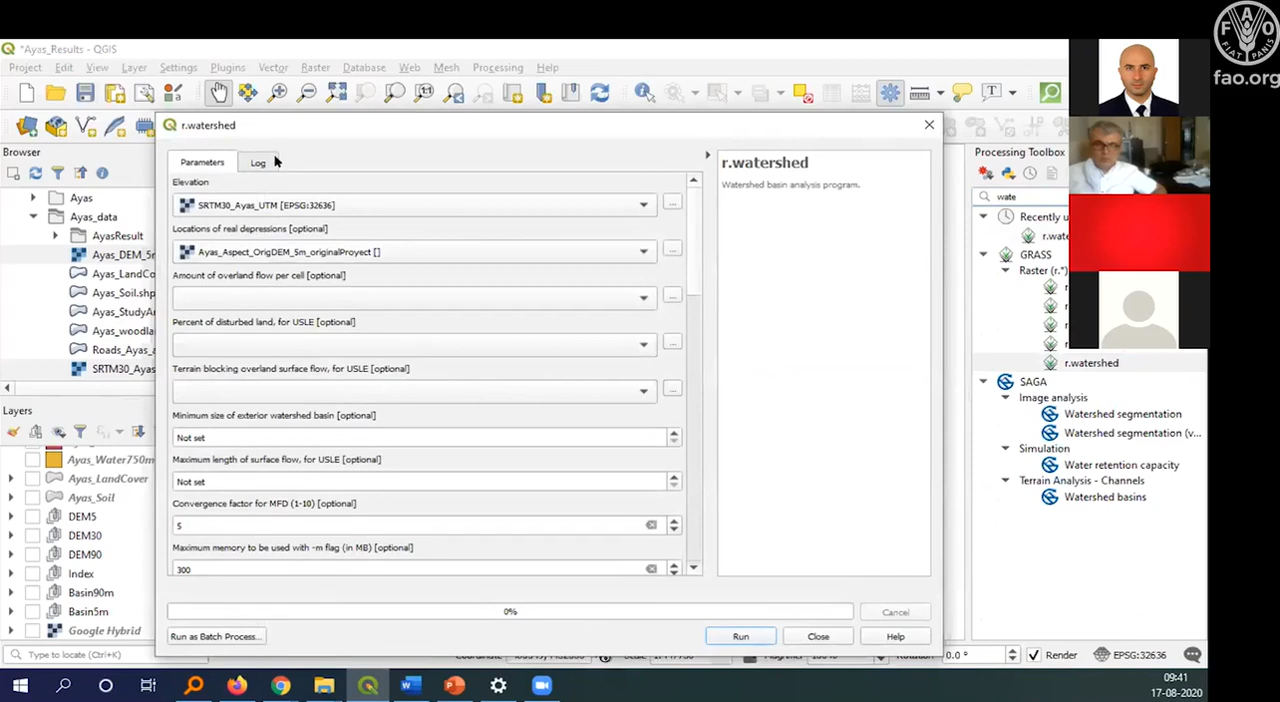 FAO
FIAT PANIS
fao.org
*Ayas_Results - QGIS
Project Edit View Layer Settings Plugins Vector Raster Database Web Mesh Processing Help
Browser
Ayas
Ayas_data
AyasResult
Ayas_DEM_5m
Ayas_LandCo
Ayas_Soil.shp
Ayas_StudyAr
Ayas_woodla
Roads_Ayas_a
SRTM30_Ayas
Layers
Ayas_Water750m
Ayas_LandCover
Ayas_Soil
DEM5
DEM30
DEM90
Index
Basin90m
Basin5m
Google Hybrid
r.watershed
Parameters Log
Elevation
SRTM30_Ayas_UTM [EPSG:32636]
Locations of real depressions [optional]
Ayas_Aspect_OrigDEM_5m_originalProyect []
Amount of overland flow per cell [optional]
Percent of disturbed land, for USLE [optional]
Terrain blocking overland surface flow, for USLE [optional]
Minimum size of exterior watershed basin [optional]
Not set
Maximum length of surface flow, for USLE [optional]
Not set
Convergence factor for MFD (1-10) [optional]
5
Maximum memory to be used with -m flag (in MB) [optional]
300
r.watershed
Watershed basin analysis program.
0%
Cancel
Run as Batch Process...
Run Close Help
Processing Toolbox
wate
Recently u
r.wate
GRASS
Raster (r.*)
r.watershed
SAGA
Image analysis
Watershed segmentation
Watershed segmentation (v...
Simulation
Water retention capacity
Terrain Analysis - Channels
Watershed basins
Type to locate (Ctrl+K)
0.0 °
Render
EPSG:32636
09:41
17-08-2020